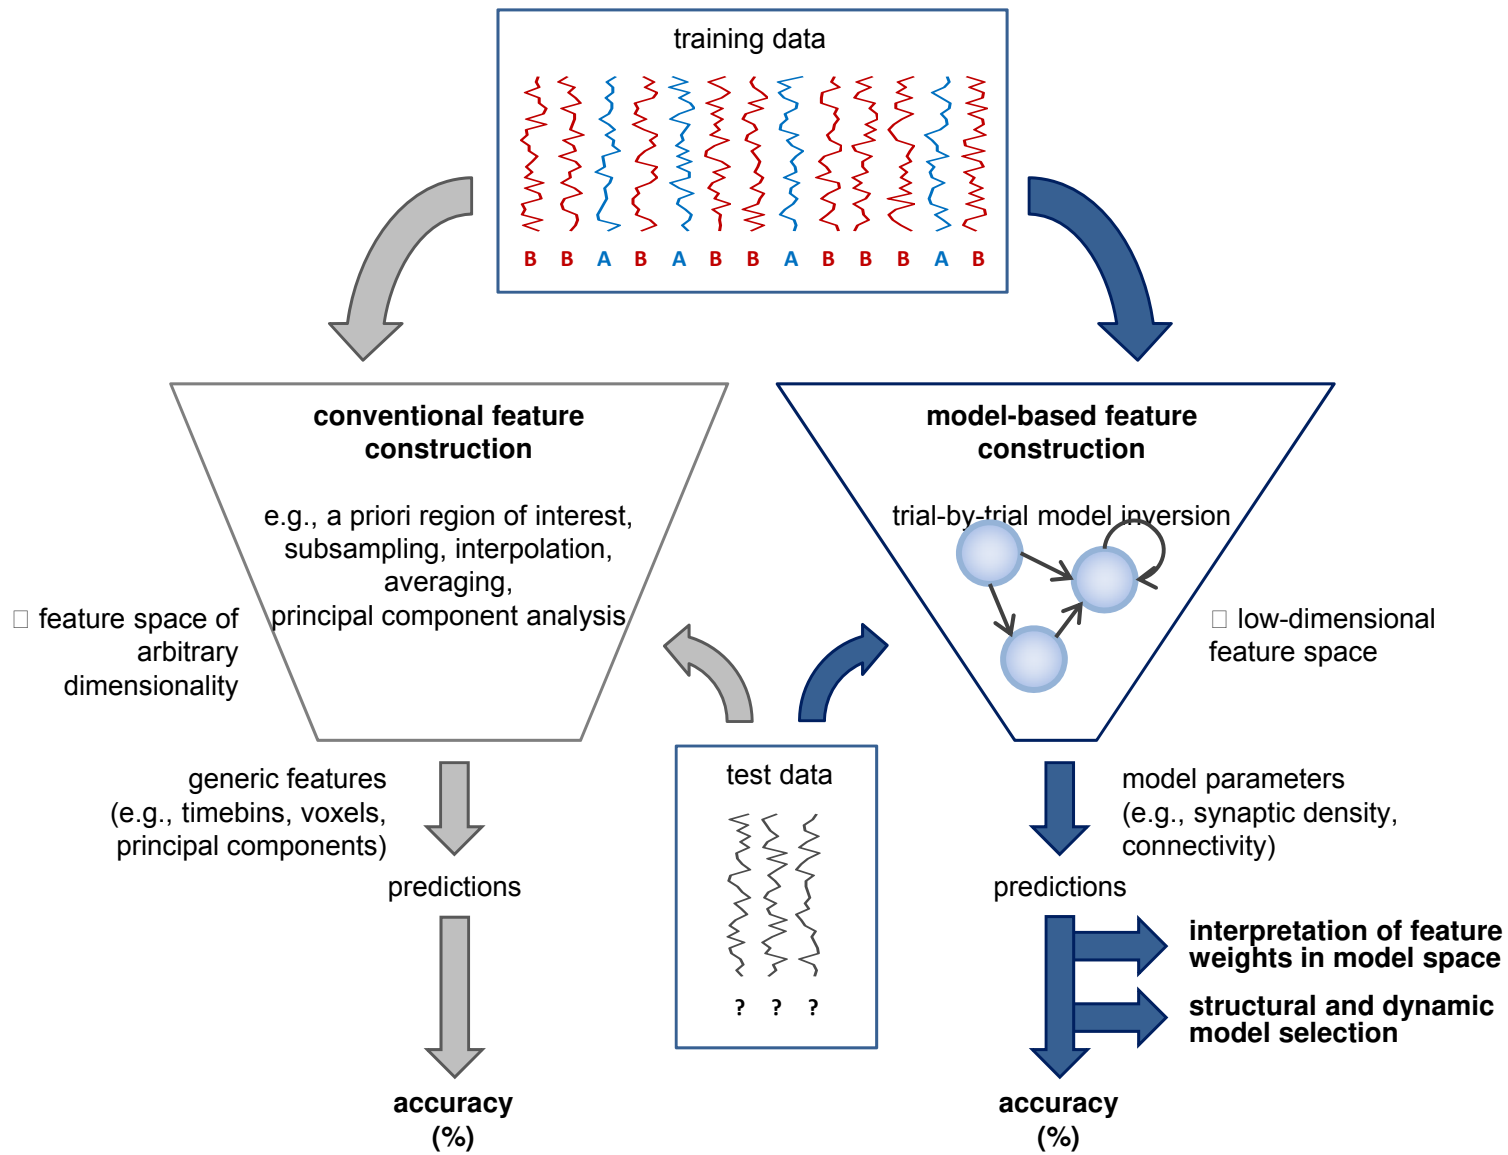 training data
B B A B A B B A B B B A B
conventional feature
construction
e.g., a priori region of interest,
subsampling, interpolation,
averaging,
principal component analysis
□ feature space of
arbitrary
dimensionality
model-based feature
construction
trial-by-trial model inversion
□ low-dimensional
feature space
generic features
(e.g., timebins, voxels,
principal components)
predictions
accuracy
(%)
test data
? ? ?
model parameters
(e.g., synaptic density,
connectivity)
predictions
interpretation of feature
weights in model space
structural and dynamic
model selection
accuracy
(%)